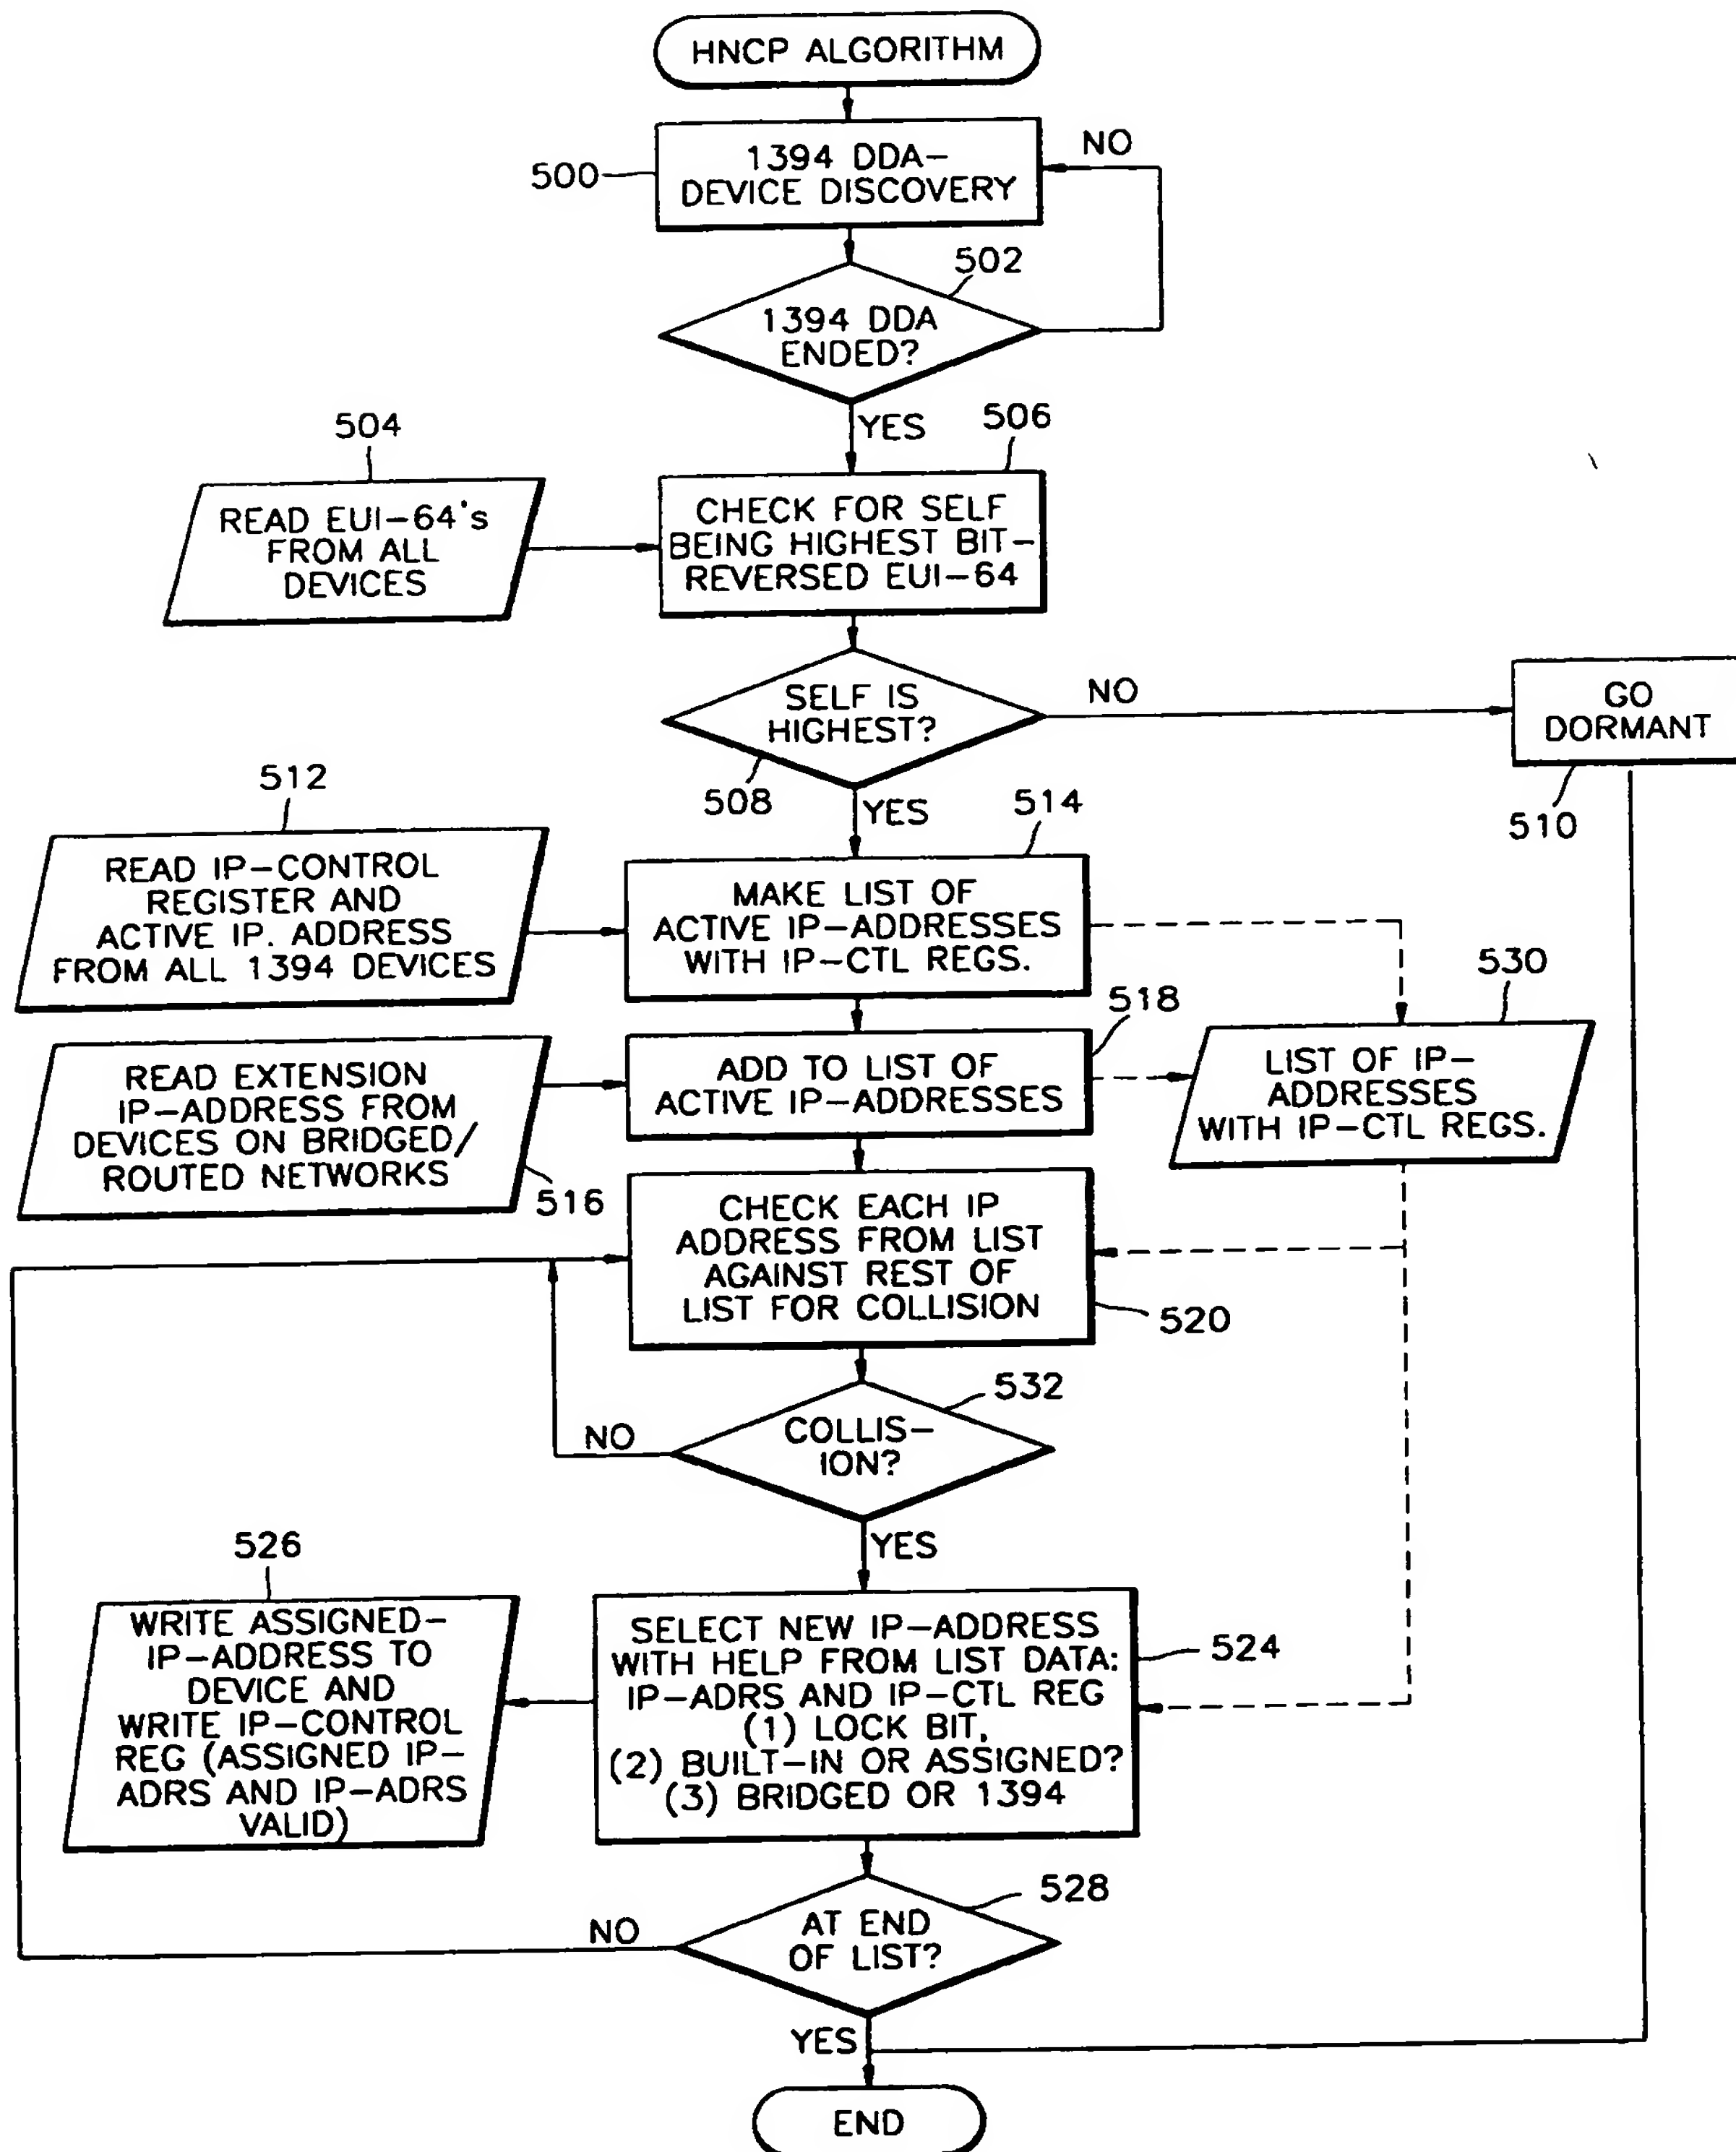 HNCP ALGORITHM
1394 DDA-
DEVICE DISCOVERY
500
NO
502
1394 DDA
ENDED?
YES
504
READ EUI-64's
FROM ALL
DEVICES
506
CHECK FOR SELF
BEING HIGHEST BIT-
REVERSED EUI-64
SELF IS
HIGHEST?
508
NO
GO
DORMANT
510
YES
512
READ IP-CONTROL
REGISTER AND
ACTIVE IP. ADDRESS
FROM ALL 1394 DEVICES
514
MAKE LIST OF
ACTIVE IP-ADDRESSES
WITH IP-CTL REGS.
READ EXTENSION
IP-ADDRESS FROM
DEVICES ON BRIDGED/
ROUTED NETWORKS
516
518
ADD TO LIST OF
ACTIVE IP-ADDRESSES
530
LIST OF IP-
ADDRESSES
WITH IP-CTL REGS.
CHECK EACH IP
ADDRESS FROM LIST
AGAINST REST OF
LIST FOR COLLISION
520
532
COLLIS-
ION?
NO
YES
526
WRITE ASSIGNED-
IP-ADDRESS TO
DEVICE AND
WRITE IP-CONTROL
REG (ASSIGNED IP-
ADRS AND IP-ADRS
VALID)
SELECT NEW IP-ADDRESS
WITH HELP FROM LIST DATA:
IP-ADRS AND IP-CTL REG
(1) LOCK BIT,
(2) BUILT-IN OR ASSIGNED?
(3) BRIDGED OR 1394
524
528
AT END
OF LIST?
NO
YES
END